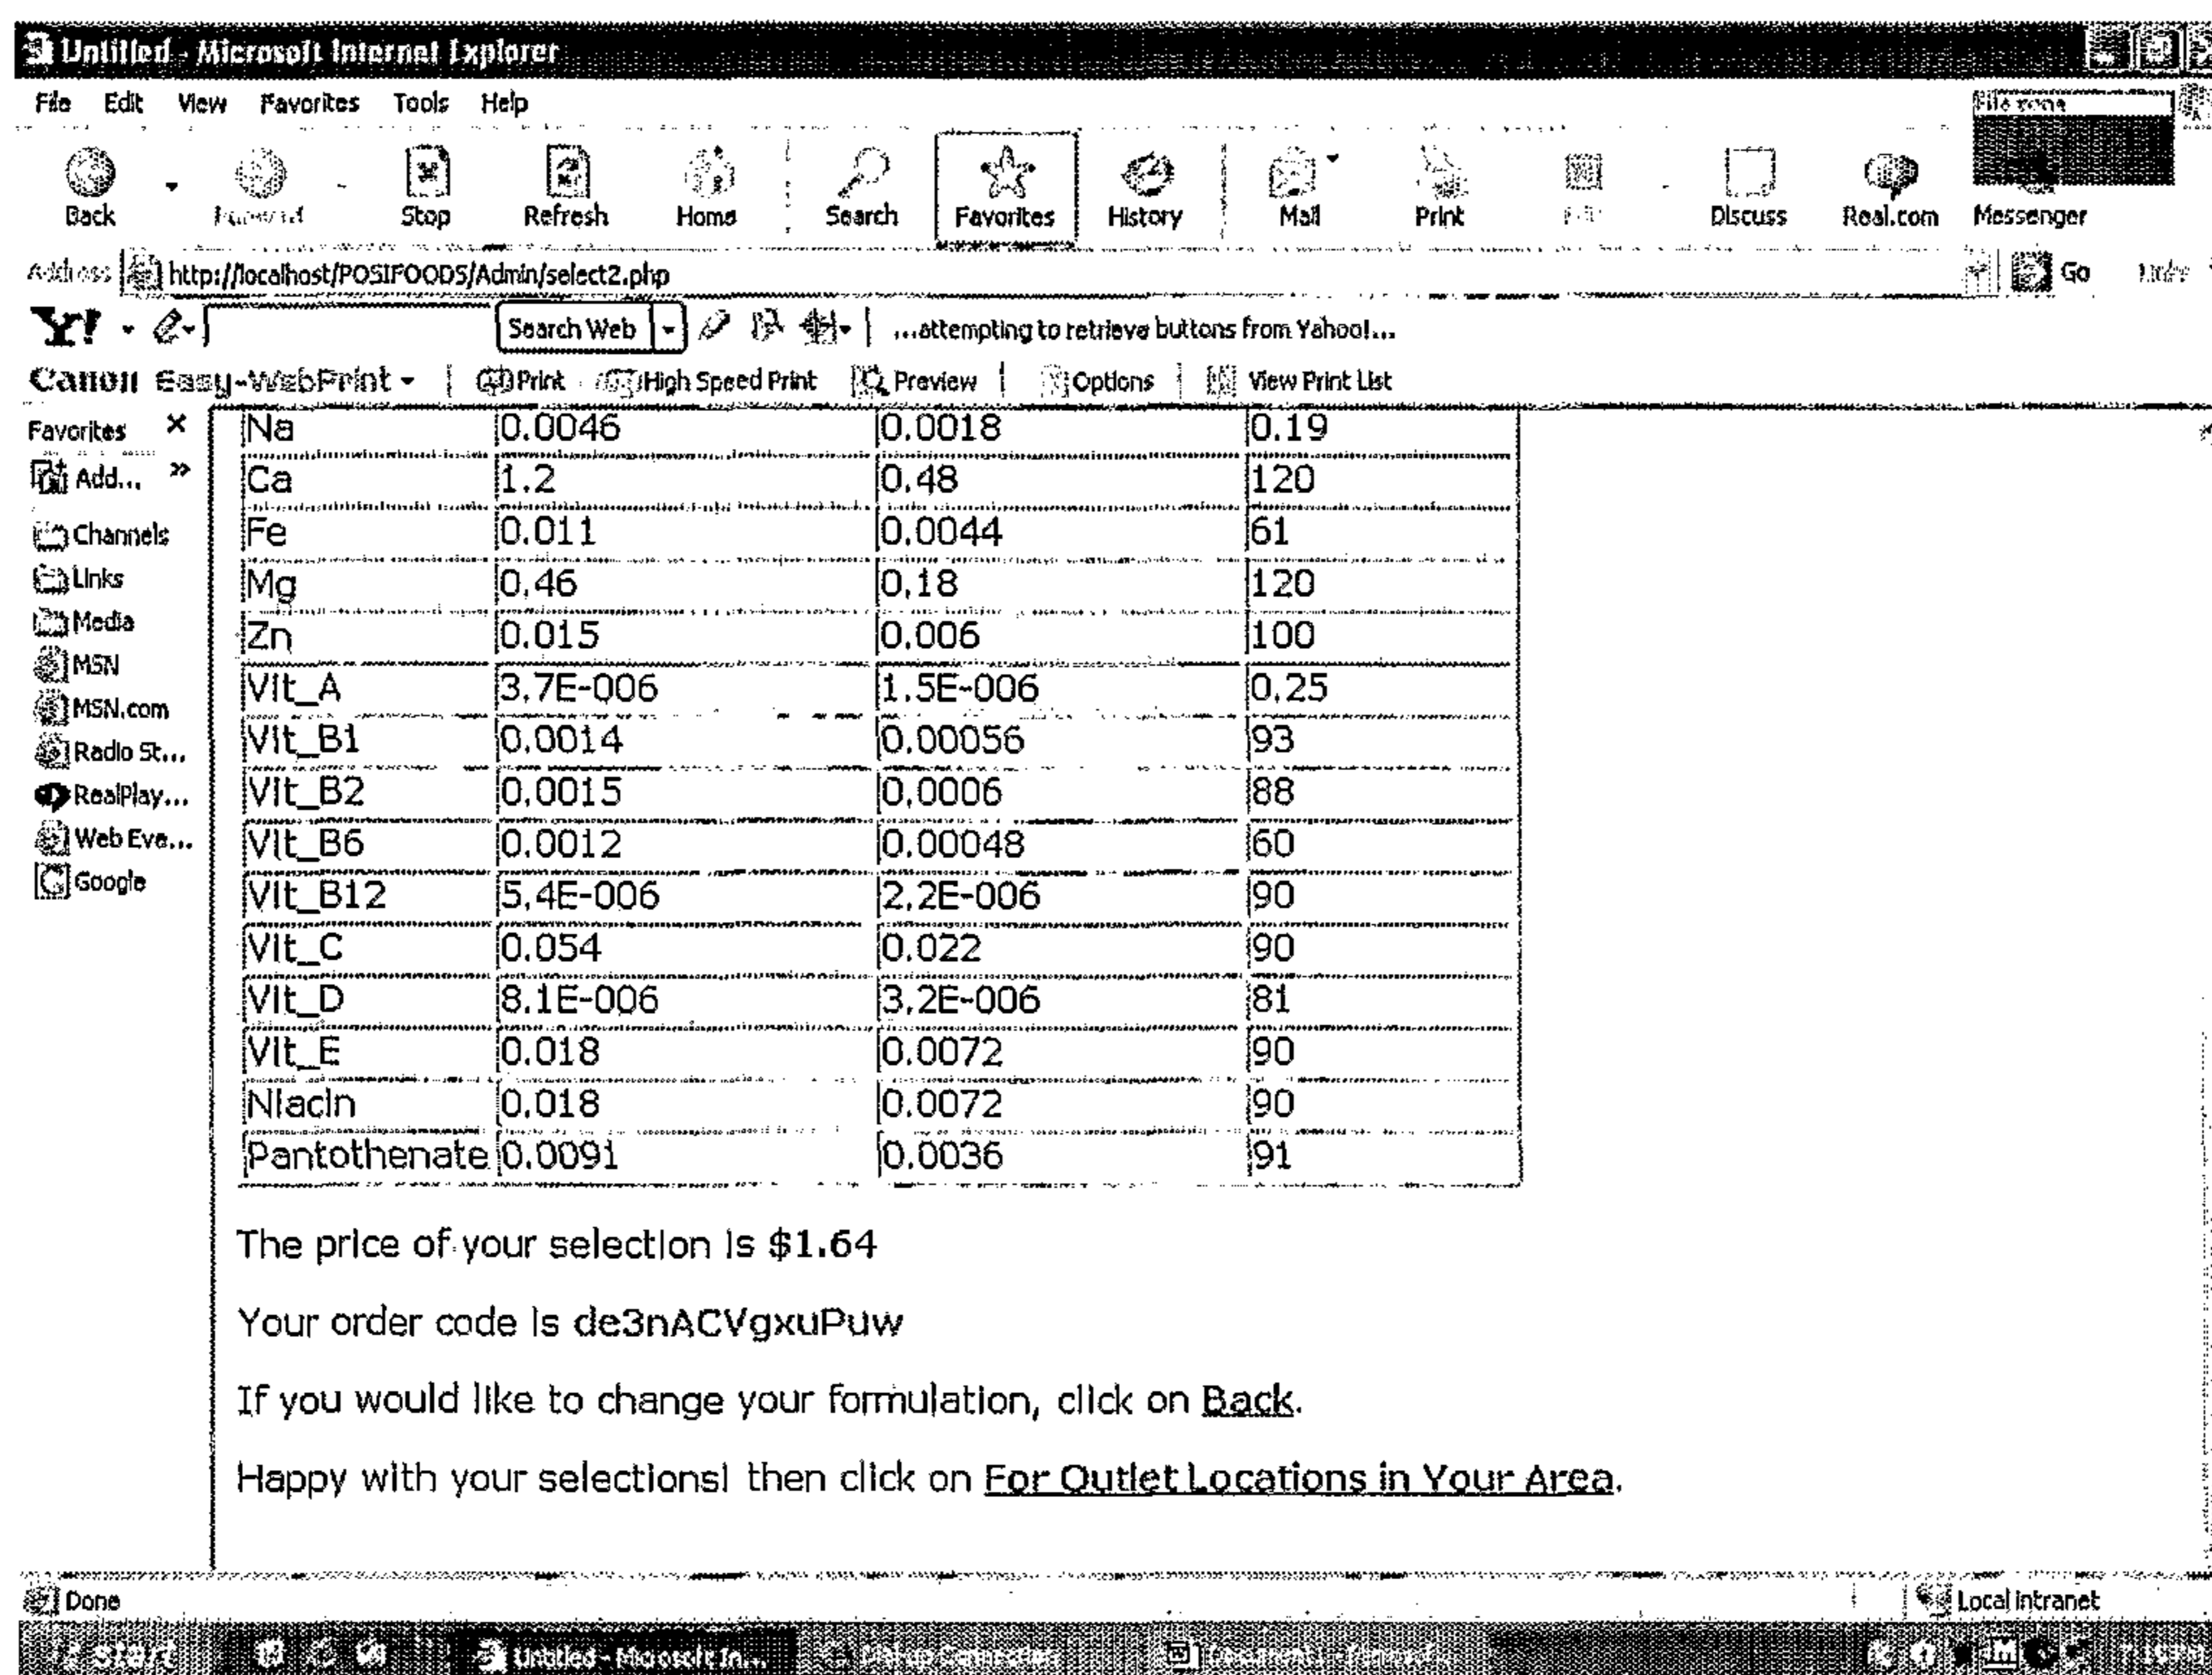 Untitled - Microsoft Internet Explorer
File Edit View Favorites Tools Help
Back Forward Stop Refresh Home Search Favorites History Mail Print Edit Discuss Real.com Messenger
Address http://localhost/POSIFOODS/Admin/select2.php Go Links
Y! Search Web ...attempting to retrieve buttons from Yahoo!...
Canon Easy-WebPrint Print High Speed Print Preview Options View Print List
Favorites
Add... »
Channels
Links
Media
MSN
MSN.com
Radio St...
RealPlay...
Web Eve...
Google
Na 0.0046 0.0018 0.19
Ca 1.2 0.48 120
Fe 0.011 0.0044 61
Mg 0.46 0.18 120
Zn 0.015 0.006 100
Vit_A 3.7E-006 1.5E-006 0.25
Vit_B1 0.0014 0.00056 93
Vit_B2 0.0015 0.0006 88
Vit_B6 0.0012 0.00048 60
Vit_B12 5.4E-006 2.2E-006 90
Vit_C 0.054 0.022 90
Vit_D 8.1E-006 3.2E-006 81
Vit_E 0.018 0.0072 90
Niacin 0.018 0.0072 90
Pantothenate 0.0091 0.0036 91
The price of your selection is $1.64
Your order code is de3nACVgxuPuw
If you would like to change your formulation, click on Back.
Happy with your selections! then click on For Outlet Locations in Your Area.
Done Local intranet
start Untitled - Microsoft In...